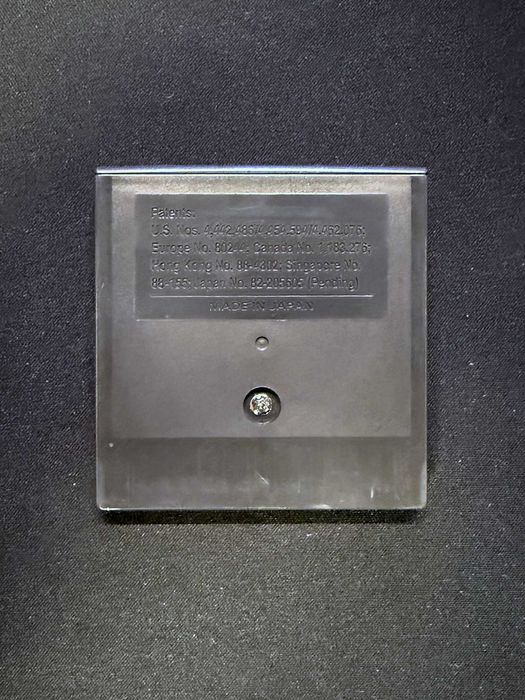 Patents:
U.S. Nos. 4,442,486/4,454,594/4,462,076;
Europe No. 80244; Canada No. 1,183,276;
Hong Kong No. 88-4302; Singapore No.
88-155; Japan No. 82-205605 (Pending)
MADE IN JAPAN